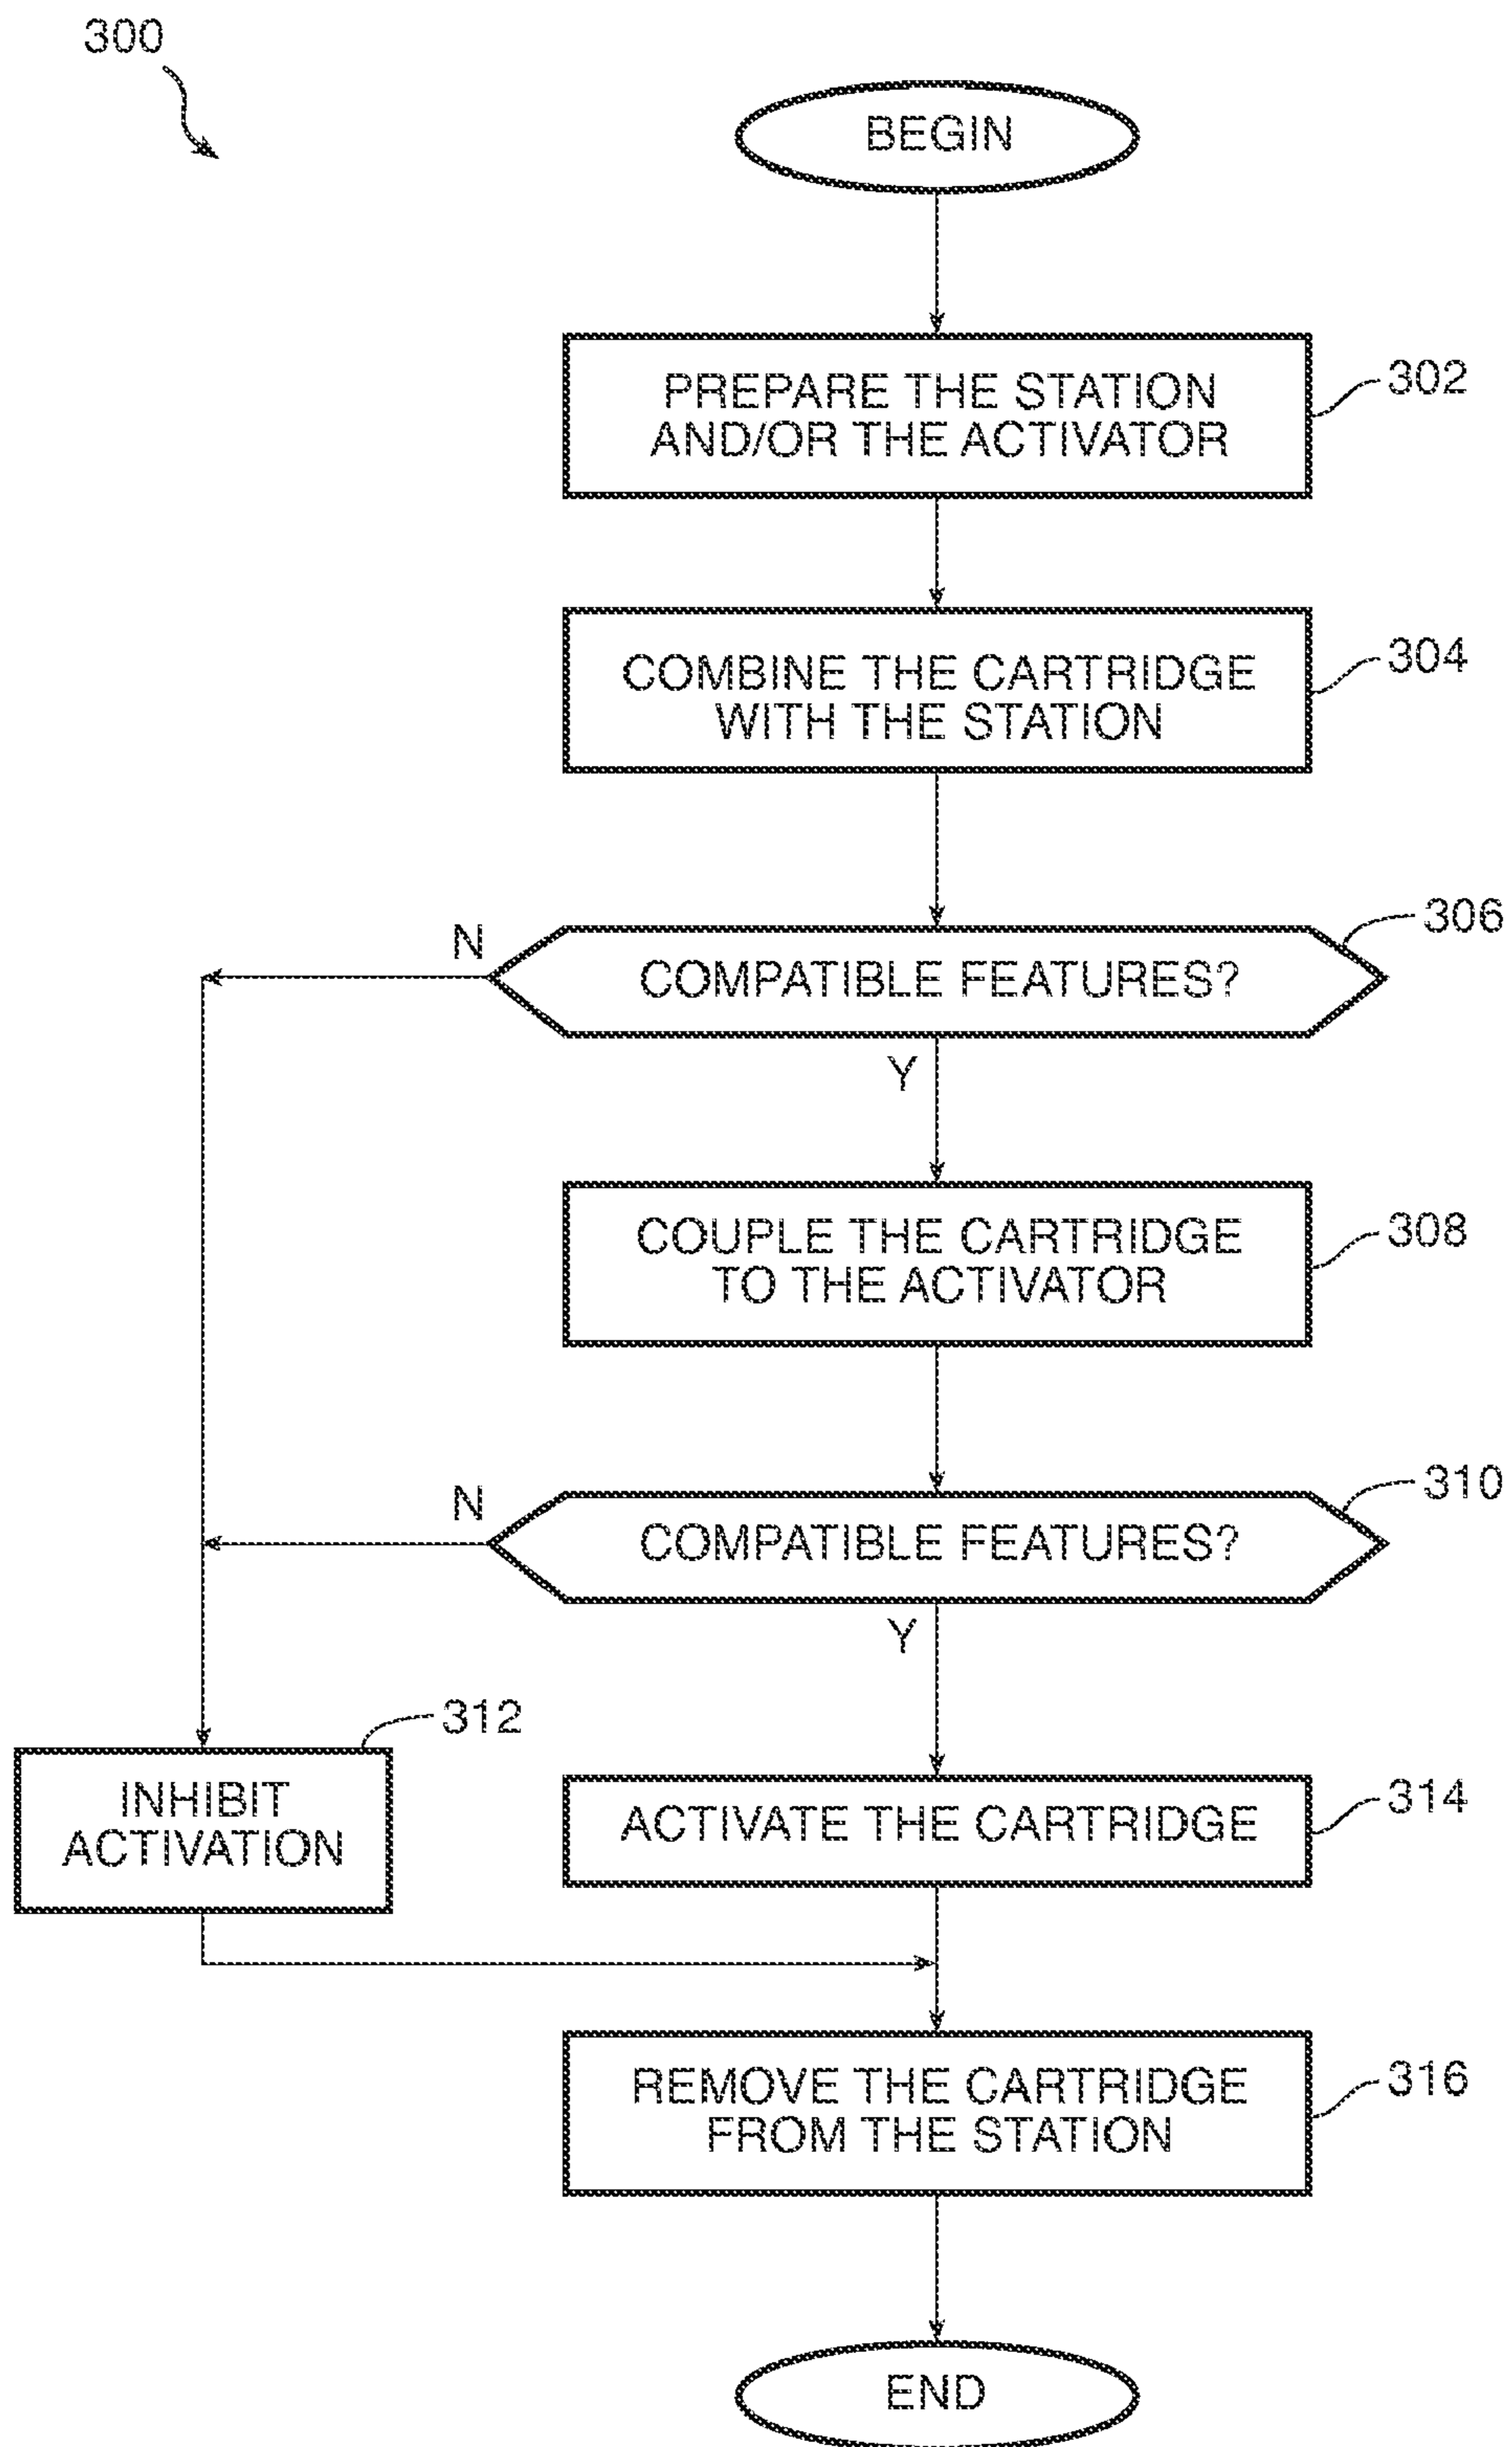 300
BEGIN
PREPARE THE STATION
AND/OR THE ACTIVATOR
302
COMBINE THE CARTRIDGE
WITH THE STATION
304
306
N
COMPATIBLE FEATURES?
Y
COUPLE THE CARTRIDGE
TO THE ACTIVATOR
308
310
N
COMPATIBLE FEATURES?
Y
312
INHIBIT
ACTIVATION
ACTIVATE THE CARTRIDGE
314
REMOVE THE CARTRIDGE
FROM THE STATION
316
END